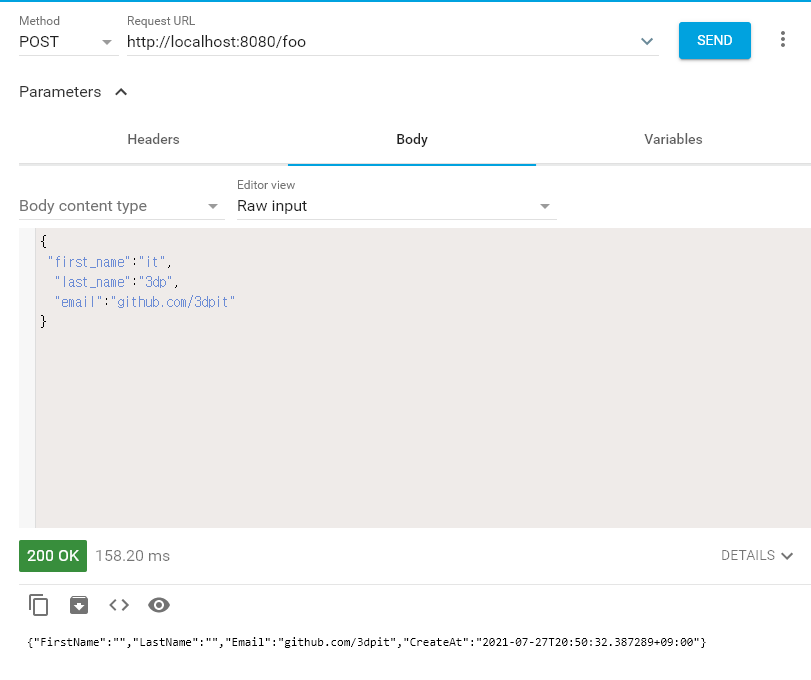 Method
Request URL
POST
http://localhost:8080/foo
SEND
Parameters
Headers
Body
Variables
Body content type
Editor view
Raw input
{
"first_name":"it",
"last_name":"3dp",
"email":"github.com/3dpit"
}
200 OK
158.20 ms
DETAILS
{"FirstName":"","LastName":"","Email":"github.com/3dpit","CreateAt":"2021-07-27T20:50:32.387289+09:00"}